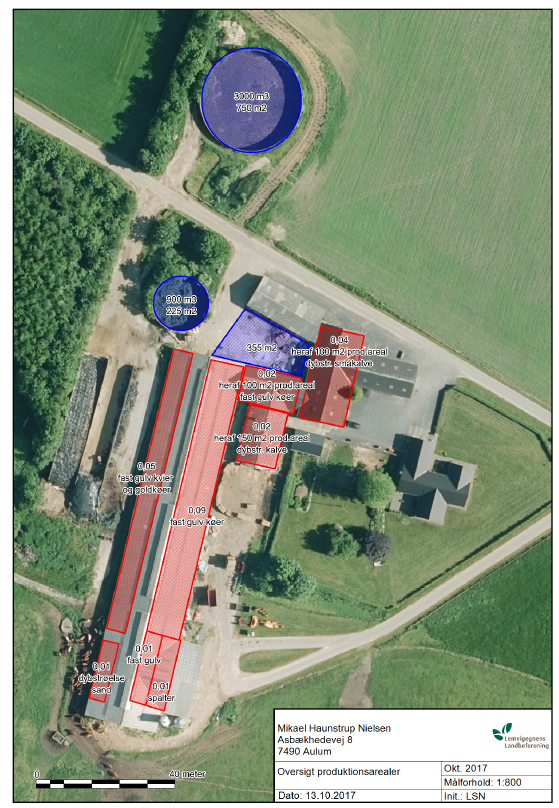 3000 m3
750 m2
900 m3
225 m2
355 m2
0,04
heraf 100 m2 prod.areal
dybstr. småkalve
0,02
heraf 100 m2 prod.areal
fast gulv køer
0,02
heraf 150 m2 prod.areal
dybstr. kalve
0,05
fast gulv kvier
og goldkøer
0,09
fast gulv køer
0,01
fast gulv
0,01
dybstrøelse
sand
0,01
spalter
0
40 meter
Mikael Haunstrup Nielsen
Asbækhedevej 8
7490 Aulum
Lemvigegnens
Landboforening
Oversigt produktionsarealer
Okt. 2017
Målforhold: 1:800
Dato: 13.10.2017
Init.: LSN